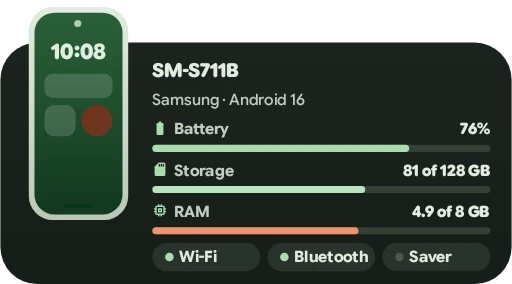 10:08
SM-S711B
Samsung · Android 16
Battery 76%
Storage 81 of 128 GB
RAM 4.9 of 8 GB
Wi-Fi Bluetooth Saver